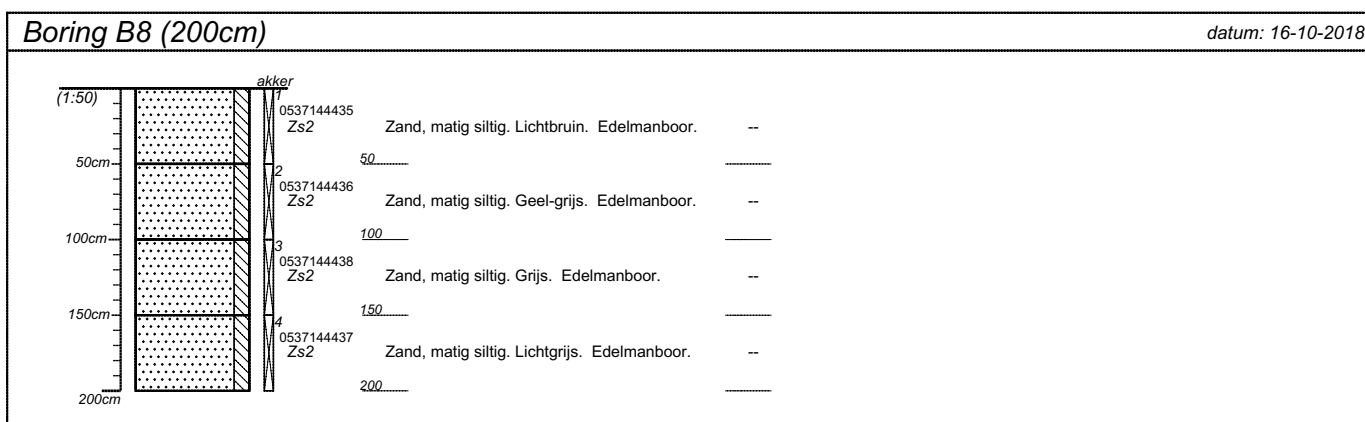 Boring B8 (200cm) datum: 16-10-2018
akker
(1:50) 1
0537144435
Zs2 Zand, matig siltig. Lichtbruin. Edelmanboor. --
50cm 50
2
0537144436
Zs2 Zand, matig siltig. Geel-grijs. Edelmanboor. --
100cm 100
3
0537144438
Zs2 Zand, matig siltig. Grijs. Edelmanboor. --
150cm 150
4
0537144437
Zs2 Zand, matig siltig. Lichtgrijs. Edelmanboor. --
200
200cm